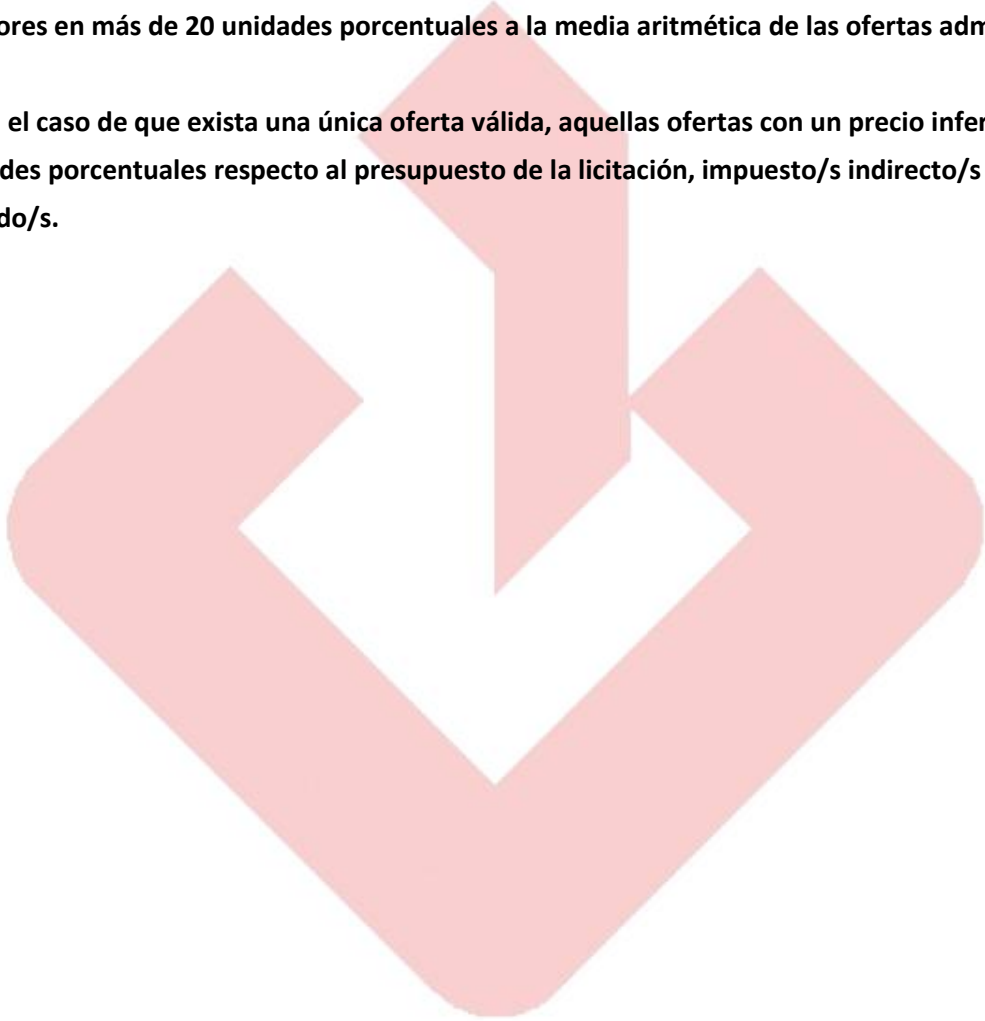 ores en más de 20 unidades porcentuales a la media aritmética de las ofertas adm
el caso de que exista una única oferta válida, aquellas ofertas con un precio infer
des porcentuales respecto al presupuesto de la licitación, impuesto/s indirecto/s
do/s.